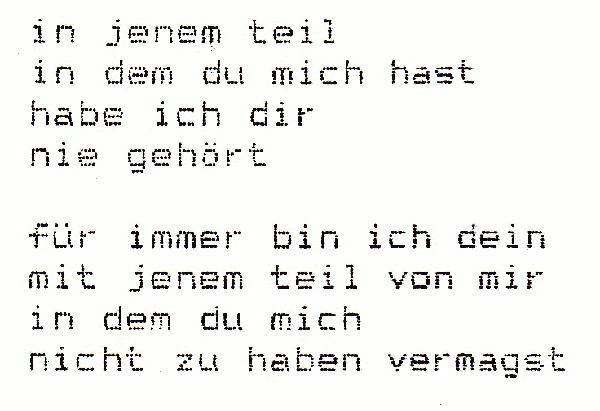 in jenem teil
in dem du mich hast
habe ich dir
nie gehört

für immer bin ich dein
mit jenem teil von mir
in dem du mich
nicht zu haben vermagst